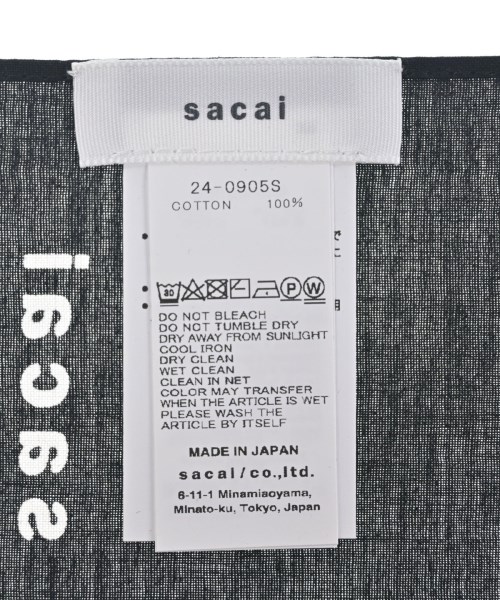 sacai
24-0905S
COTTON 100%
30 P W
DO NOT BLEACH
DO NOT TUMBLE DRY
DRY AWAY FROM SUNLIGHT
COOL IRON
DRY CLEAN
WET CLEAN
CLEAN IN NET
COLOR MAY TRANSFER
WHEN THE ARTICLE IS WET
PLEASE WASH THE
ARTICLE BY ITSELF
MADE IN JAPAN
sacai/co.,ltd.
6-11-1 Minamiaoyama,
Minato-ku, Tokyo, Japan
sacai